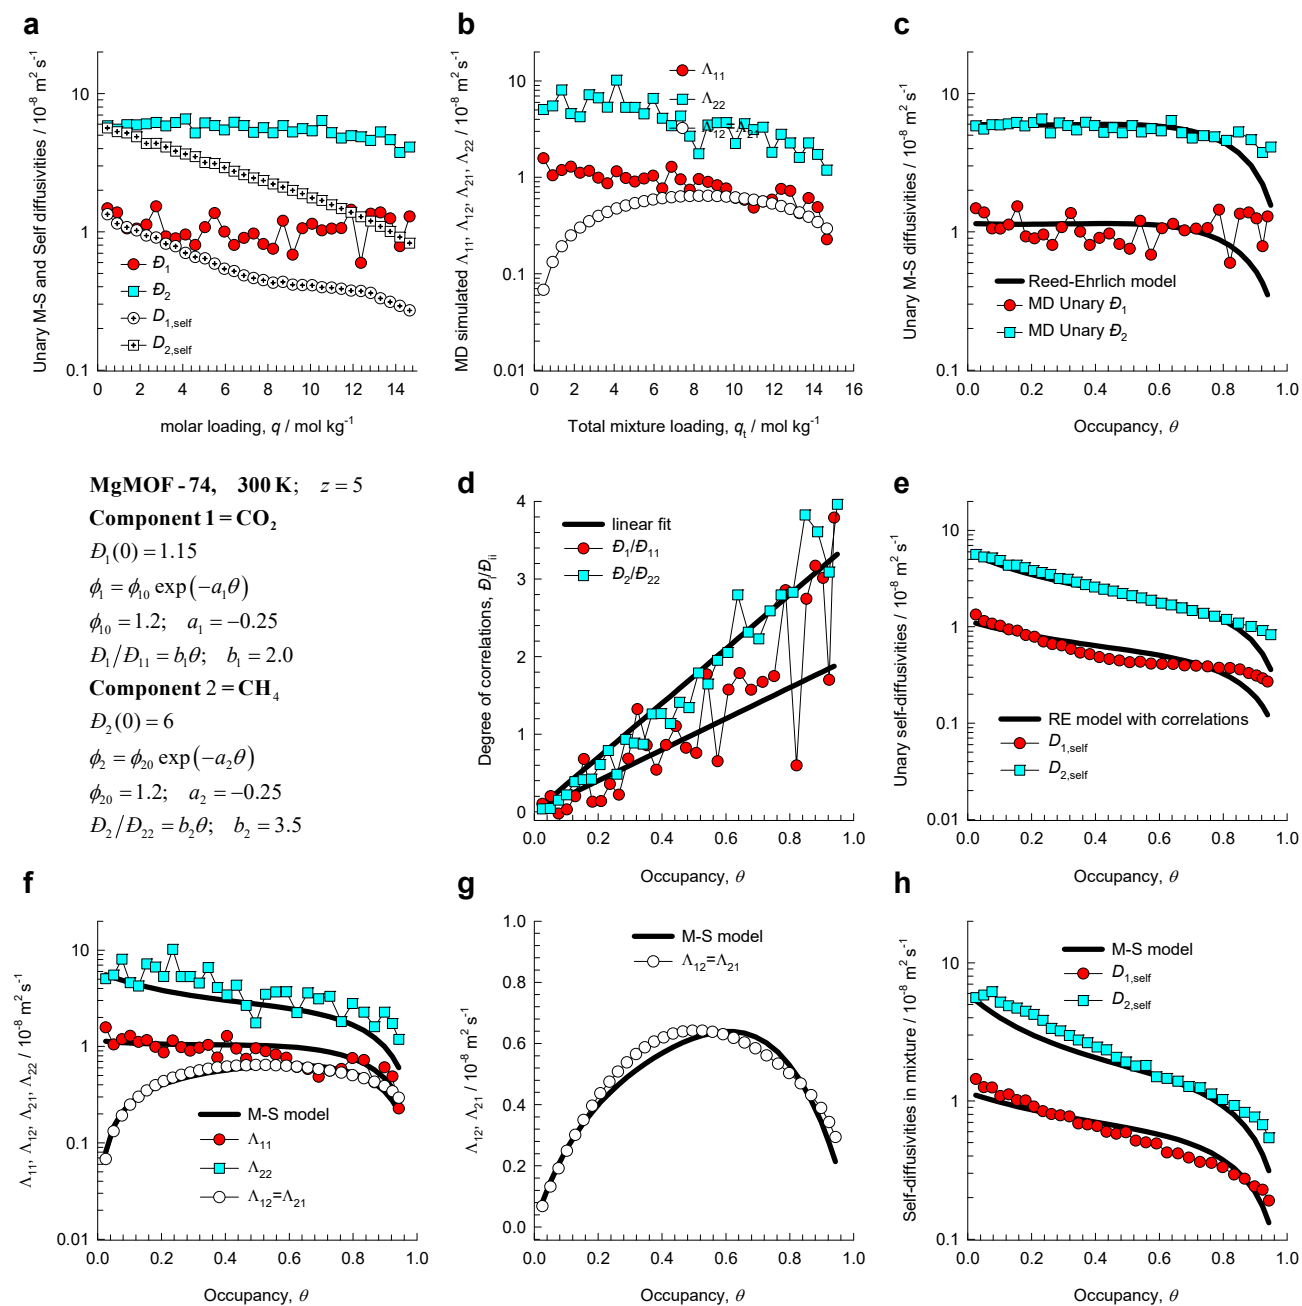 a
Unary M-S and Self diffusivities / 10⁻⁸ m² s⁻¹
10
1
0.1
Đ₁
Đ₂
D₁,self
D₂,self
0 2 4 6 8 10 12 14
molar loading, q / mol kg⁻¹
b
MD simulated Λ₁₁, Λ₁₂, Λ₂₁, Λ₂₂ / 10⁻⁸ m² s⁻¹
10
1
0.1
0.01
Λ₁₁
Λ₂₂
Λ₁₂=Λ₂₁
0 2 4 6 8 10 12 14 16
Total mixture loading, qₜ / mol kg⁻¹
c
Unary M-S diffusivities / 10⁻⁸ m² s⁻¹
10
1
0.1
Reed-Ehrlich model
MD Unary Đ₁
MD Unary Đ₂
0.0 0.2 0.4 0.6 0.8 1.0
Occupancy, θ
MgMOF - 74, 300 K; z = 5
Component 1 = CO₂
Đ₁(0) = 1.15
ϕ₁ = ϕ₁₀ exp(−a₁θ)
ϕ₁₀ = 1.2; a₁ = −0.25
Đ₁/Đ₁₁ = b₁θ; b₁ = 2.0
Component 2 = CH₄
Đ₂(0) = 6
ϕ₂ = ϕ₂₀ exp(−a₂θ)
ϕ₂₀ = 1.2; a₂ = −0.25
Đ₂/Đ₂₂ = b₂θ; b₂ = 3.5
d
Degree of correlations, Đᵢ/Đᵢᵢ
4
3
2
1
0
linear fit
Đ₁/Đ₁₁
Đ₂/Đ₂₂
0.0 0.2 0.4 0.6 0.8 1.0
Occupancy, θ
e
Unary self-diffusivities / 10⁻⁸ m² s⁻¹
10
1
0.1
0.01
RE model with correlations
D₁,self
D₂,self
0.0 0.2 0.4 0.6 0.8 1.0
Occupancy, θ
f
Λ₁₁, Λ₁₂, Λ₂₁, Λ₂₂ / 10⁻⁸ m² s⁻¹
10
1
0.1
0.01
M-S model
Λ₁₁
Λ₂₂
Λ₁₂=Λ₂₁
0.0 0.2 0.4 0.6 0.8 1.0
Occupancy, θ
g
Λ₁₂, Λ₂₁ / 10⁻⁸ m² s⁻¹
1.0
0.8
0.6
0.4
0.2
0.0
M-S model
Λ₁₂=Λ₂₁
0.0 0.2 0.4 0.6 0.8 1.0
Occupancy, θ
h
Self-diffusivities in mixture / 10⁻⁸ m² s⁻¹
10
1
0.1
M-S model
D₁,self
D₂,self
0.0 0.2 0.4 0.6 0.8 1.0
Occupancy, θ